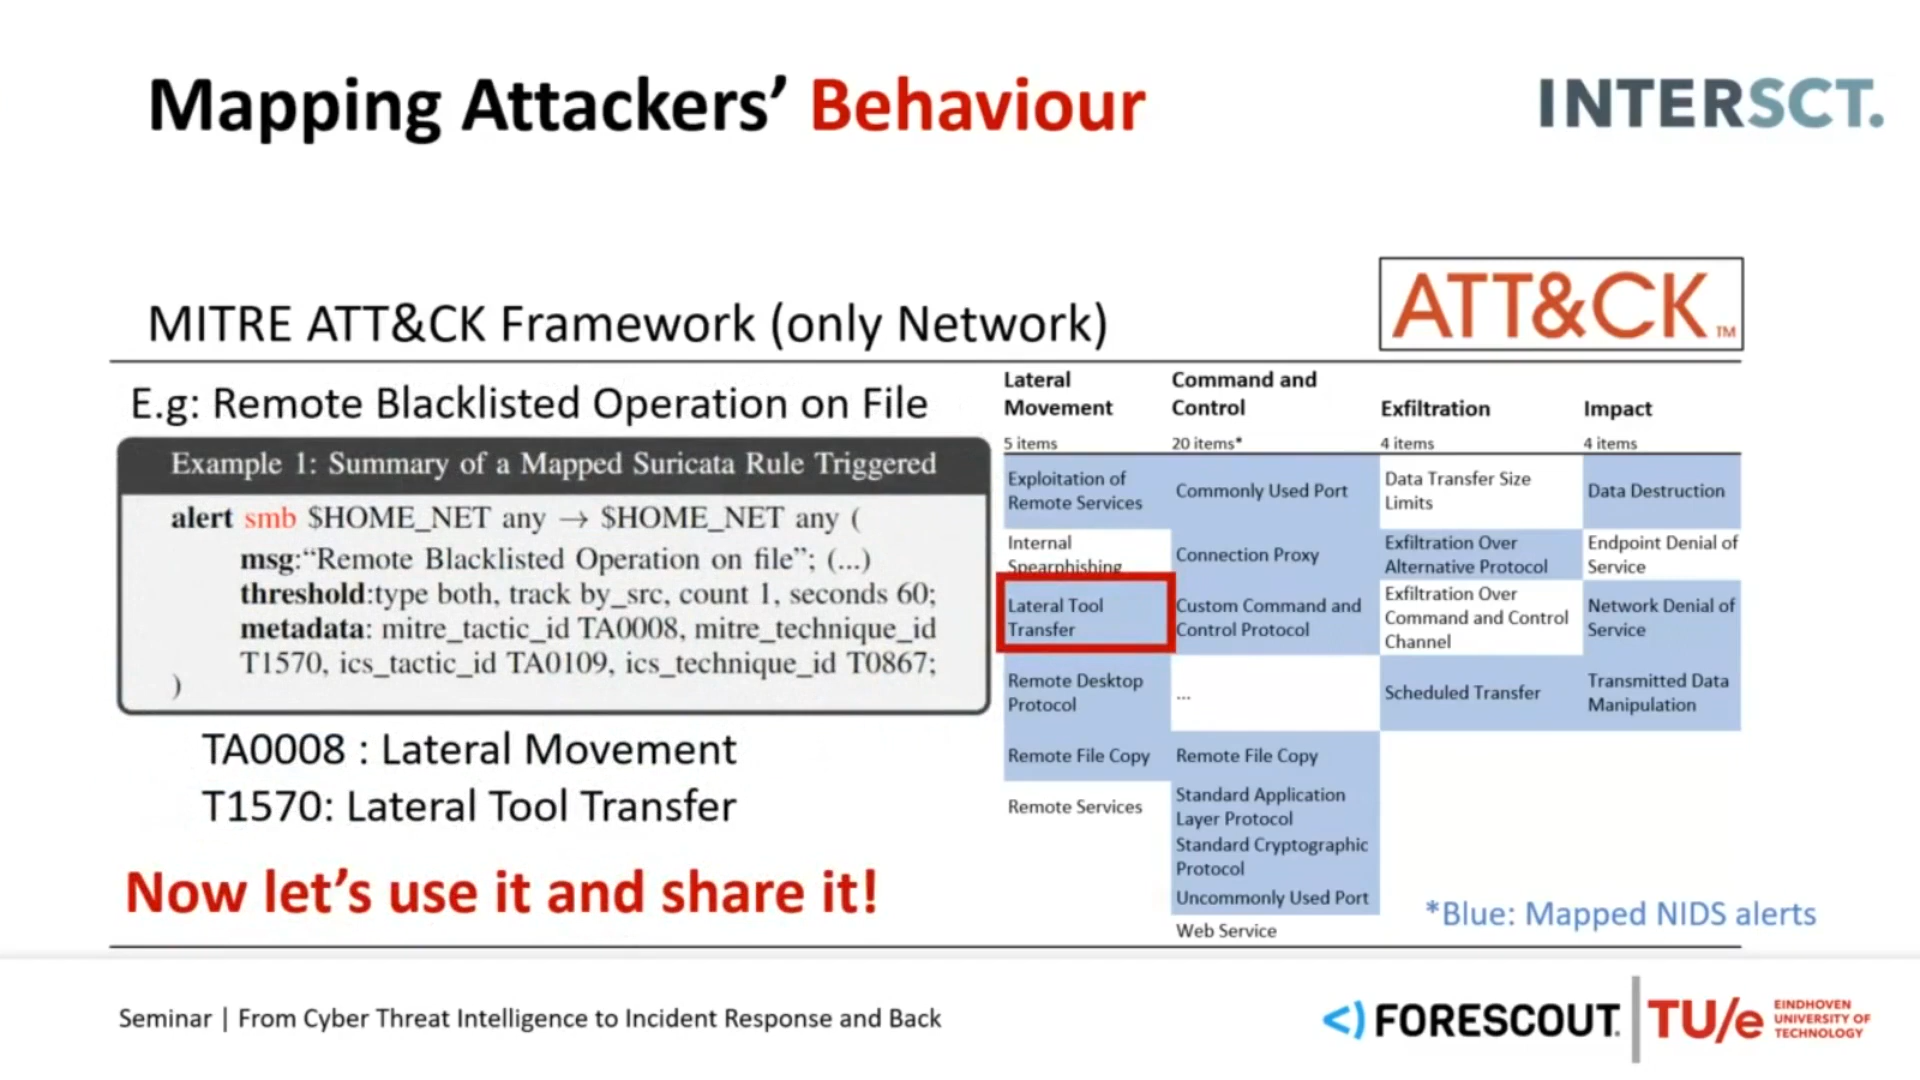 Mapping Attackers’ Behaviour
INTERSCT.
MITRE ATT&CK Framework (only Network)
ATT&CK™
E.g: Remote Blacklisted Operation on File
Example 1: Summary of a Mapped Suricata Rule Triggered
alert smb $HOME_NET any → $HOME_NET any (
msg:“Remote Blacklisted Operation on file”; (...)
threshold:type both, track by_src, count 1, seconds 60;
metadata: mitre_tactic_id TA0008, mitre_technique_id
T1570, ics_tactic_id TA0109, ics_technique_id T0867;
)
TA0008 : Lateral Movement
T1570: Lateral Tool Transfer
Now let’s use it and share it!
Lateral
Movement
5 items
Exploitation of
Remote Services
Internal
Spearphishing
Lateral Tool
Transfer
Remote Desktop
Protocol
Remote File Copy
Remote Services
Command and
Control
20 items*
Commonly Used Port
Connection Proxy
Custom Command and
Control Protocol
...
Remote File Copy
Standard Application
Layer Protocol
Standard Cryptographic
Protocol
Uncommonly Used Port
Web Service
Exfiltration
4 items
Data Transfer Size
Limits
Exfiltration Over
Alternative Protocol
Exfiltration Over
Command and Control
Channel
Scheduled Transfer
Impact
4 items
Data Destruction
Endpoint Denial of
Service
Network Denial of
Service
Transmitted Data
Manipulation
*Blue: Mapped NIDS alerts
Seminar | From Cyber Threat Intelligence to Incident Response and Back
<) FORESCOUT.
TU/e
EINDHOVEN
UNIVERSITY OF
TECHNOLOGY